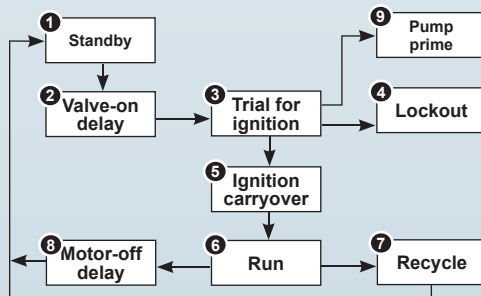 1
Standby
2
Valve-on
delay
3
Trial for
ignition
9
Pump
prime
4
Lockout
5
Ignition
carryover
8
Motor-off
delay
6
Run
7
Recycle